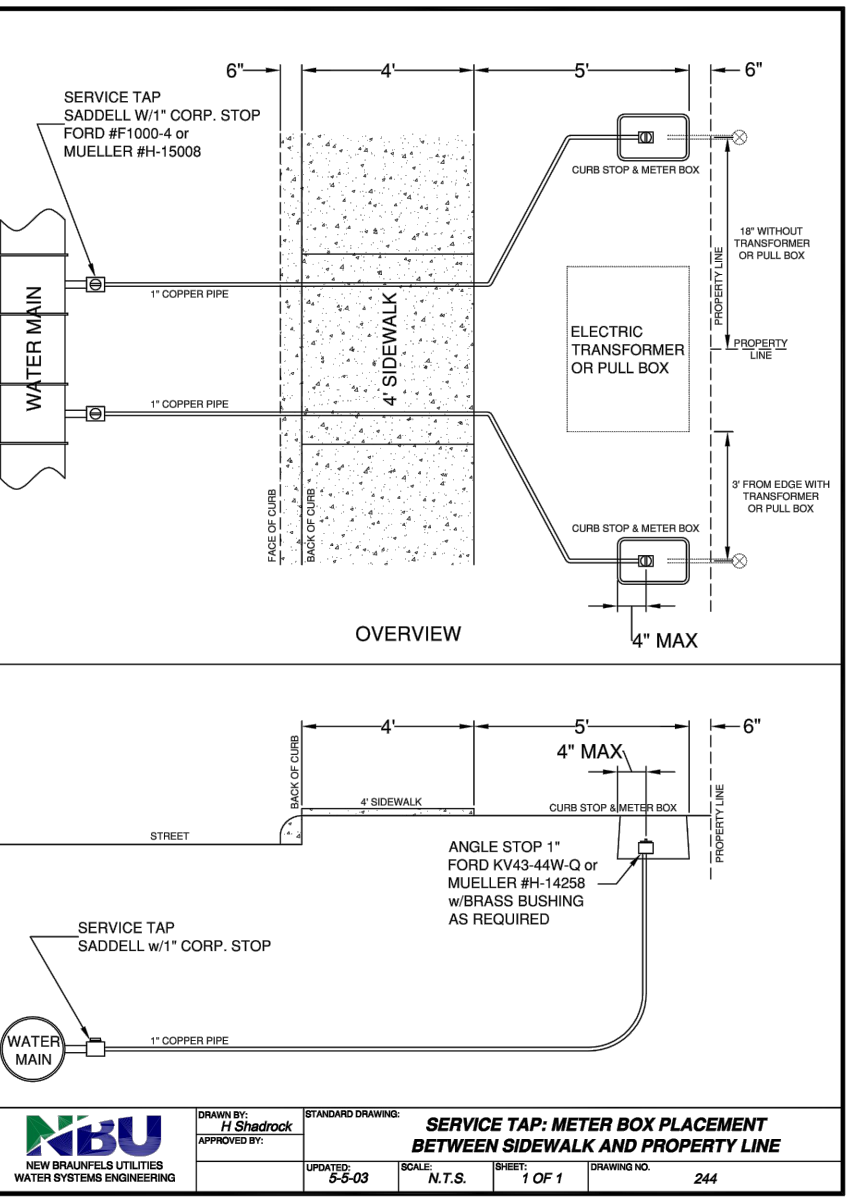 6"
4'
5'
6"
SERVICE TAP
SADDELL W/1" CORP. STOP
FORD #F1000-4 or
MUELLER #H-15008
CURB STOP & METER BOX
18" WITHOUT
TRANSFORMER
OR PULL BOX
PROPERTY LINE
WATER MAIN
1" COPPER PIPE
4' SIDEWALK
ELECTRIC
TRANSFORMER
OR PULL BOX
PROPERTY
LINE
1" COPPER PIPE
3' FROM EDGE WITH
TRANSFORMER
OR PULL BOX
FACE OF CURB
BACK OF CURB
CURB STOP & METER BOX
OVERVIEW
4" MAX
4'
5'
6"
4" MAX
BACK OF CURB
4' SIDEWALK
CURB STOP & METER BOX
PROPERTY LINE
STREET
ANGLE STOP 1"
FORD KV43-44W-Q or
MUELLER #H-14258
w/BRASS BUSHING
AS REQUIRED
SERVICE TAP
SADDELL w/1" CORP. STOP
WATER
MAIN
1" COPPER PIPE
NBU
NEW BRAUNFELS UTILITIES
WATER SYSTEMS ENGINEERING
DRAWN BY:
H Shadrock
APPROVED BY:
STANDARD DRAWING:
SERVICE TAP: METER BOX PLACEMENT
BETWEEN SIDEWALK AND PROPERTY LINE
UPDATED:
5-5-03
SCALE:
N.T.S.
SHEET:
1 OF 1
DRAWING NO.
244